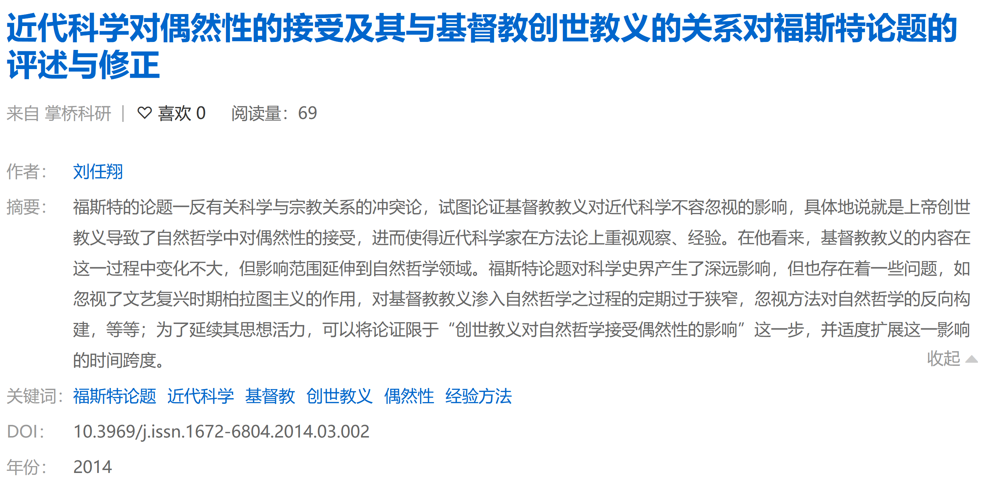 近代科学对偶然性的接受及其与基督教创世教义的关系对福斯特论题的
评述与修正
来自 掌桥科研 | ♡ 喜欢 0 阅读量：69
作者： 刘任翔
摘要： 福斯特的论题一反有关科学与宗教关系的冲突论，试图论证基督教教义对近代科学不容忽视的影响，具体地说就是上帝创世
教义导致了自然哲学中对偶然性的接受，进而使得近代科学家在方法论上重视观察、经验。在他看来，基督教教义的内容在
这一过程中变化不大，但影响范围延伸到自然哲学领域。福斯特论题对科学史界产生了深远影响，但也存在着一些问题，如
忽视了文艺复兴时期柏拉图主义的作用，对基督教教义渗入自然哲学之过程的定期过于狭窄，忽视方法对自然哲学的反向构
建，等等；为了延续其思想活力，可以将论证限于“创世教义对自然哲学接受偶然性的影响”这一步，并适度扩展这一影响
的时间跨度。 收起
关键词： 福斯特论题 近代科学 基督教 创世教义 偶然性 经验方法
DOI： 10.3969/j.issn.1672-6804.2014.03.002
年份： 2014